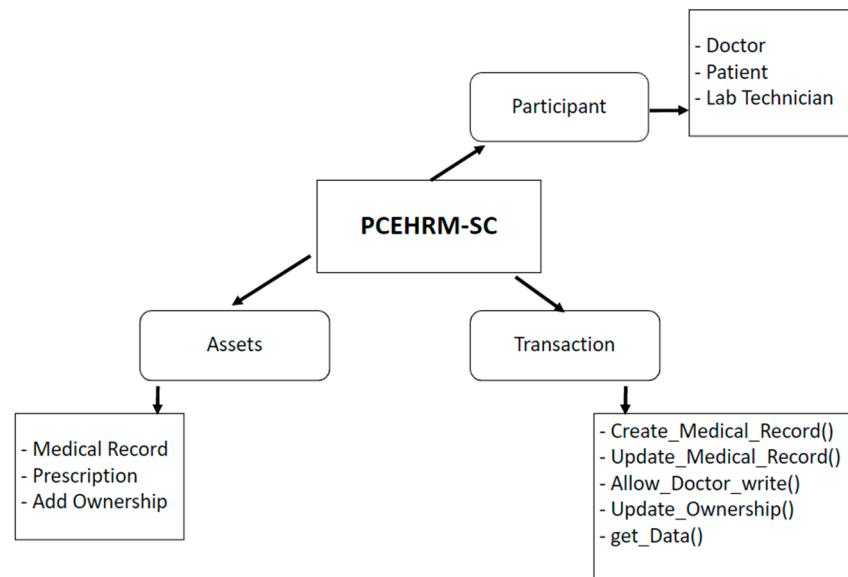 - Doctor
- Patient
- Lab Technician
Participant
PCEHRM-SC
Assets
Transaction
- Medical Record
- Prescription
- Add Ownership
- Create_Medical_Record()
- Update_Medical_Record()
- Allow_Doctor_write()
- Update_Ownership()
- get_Data()